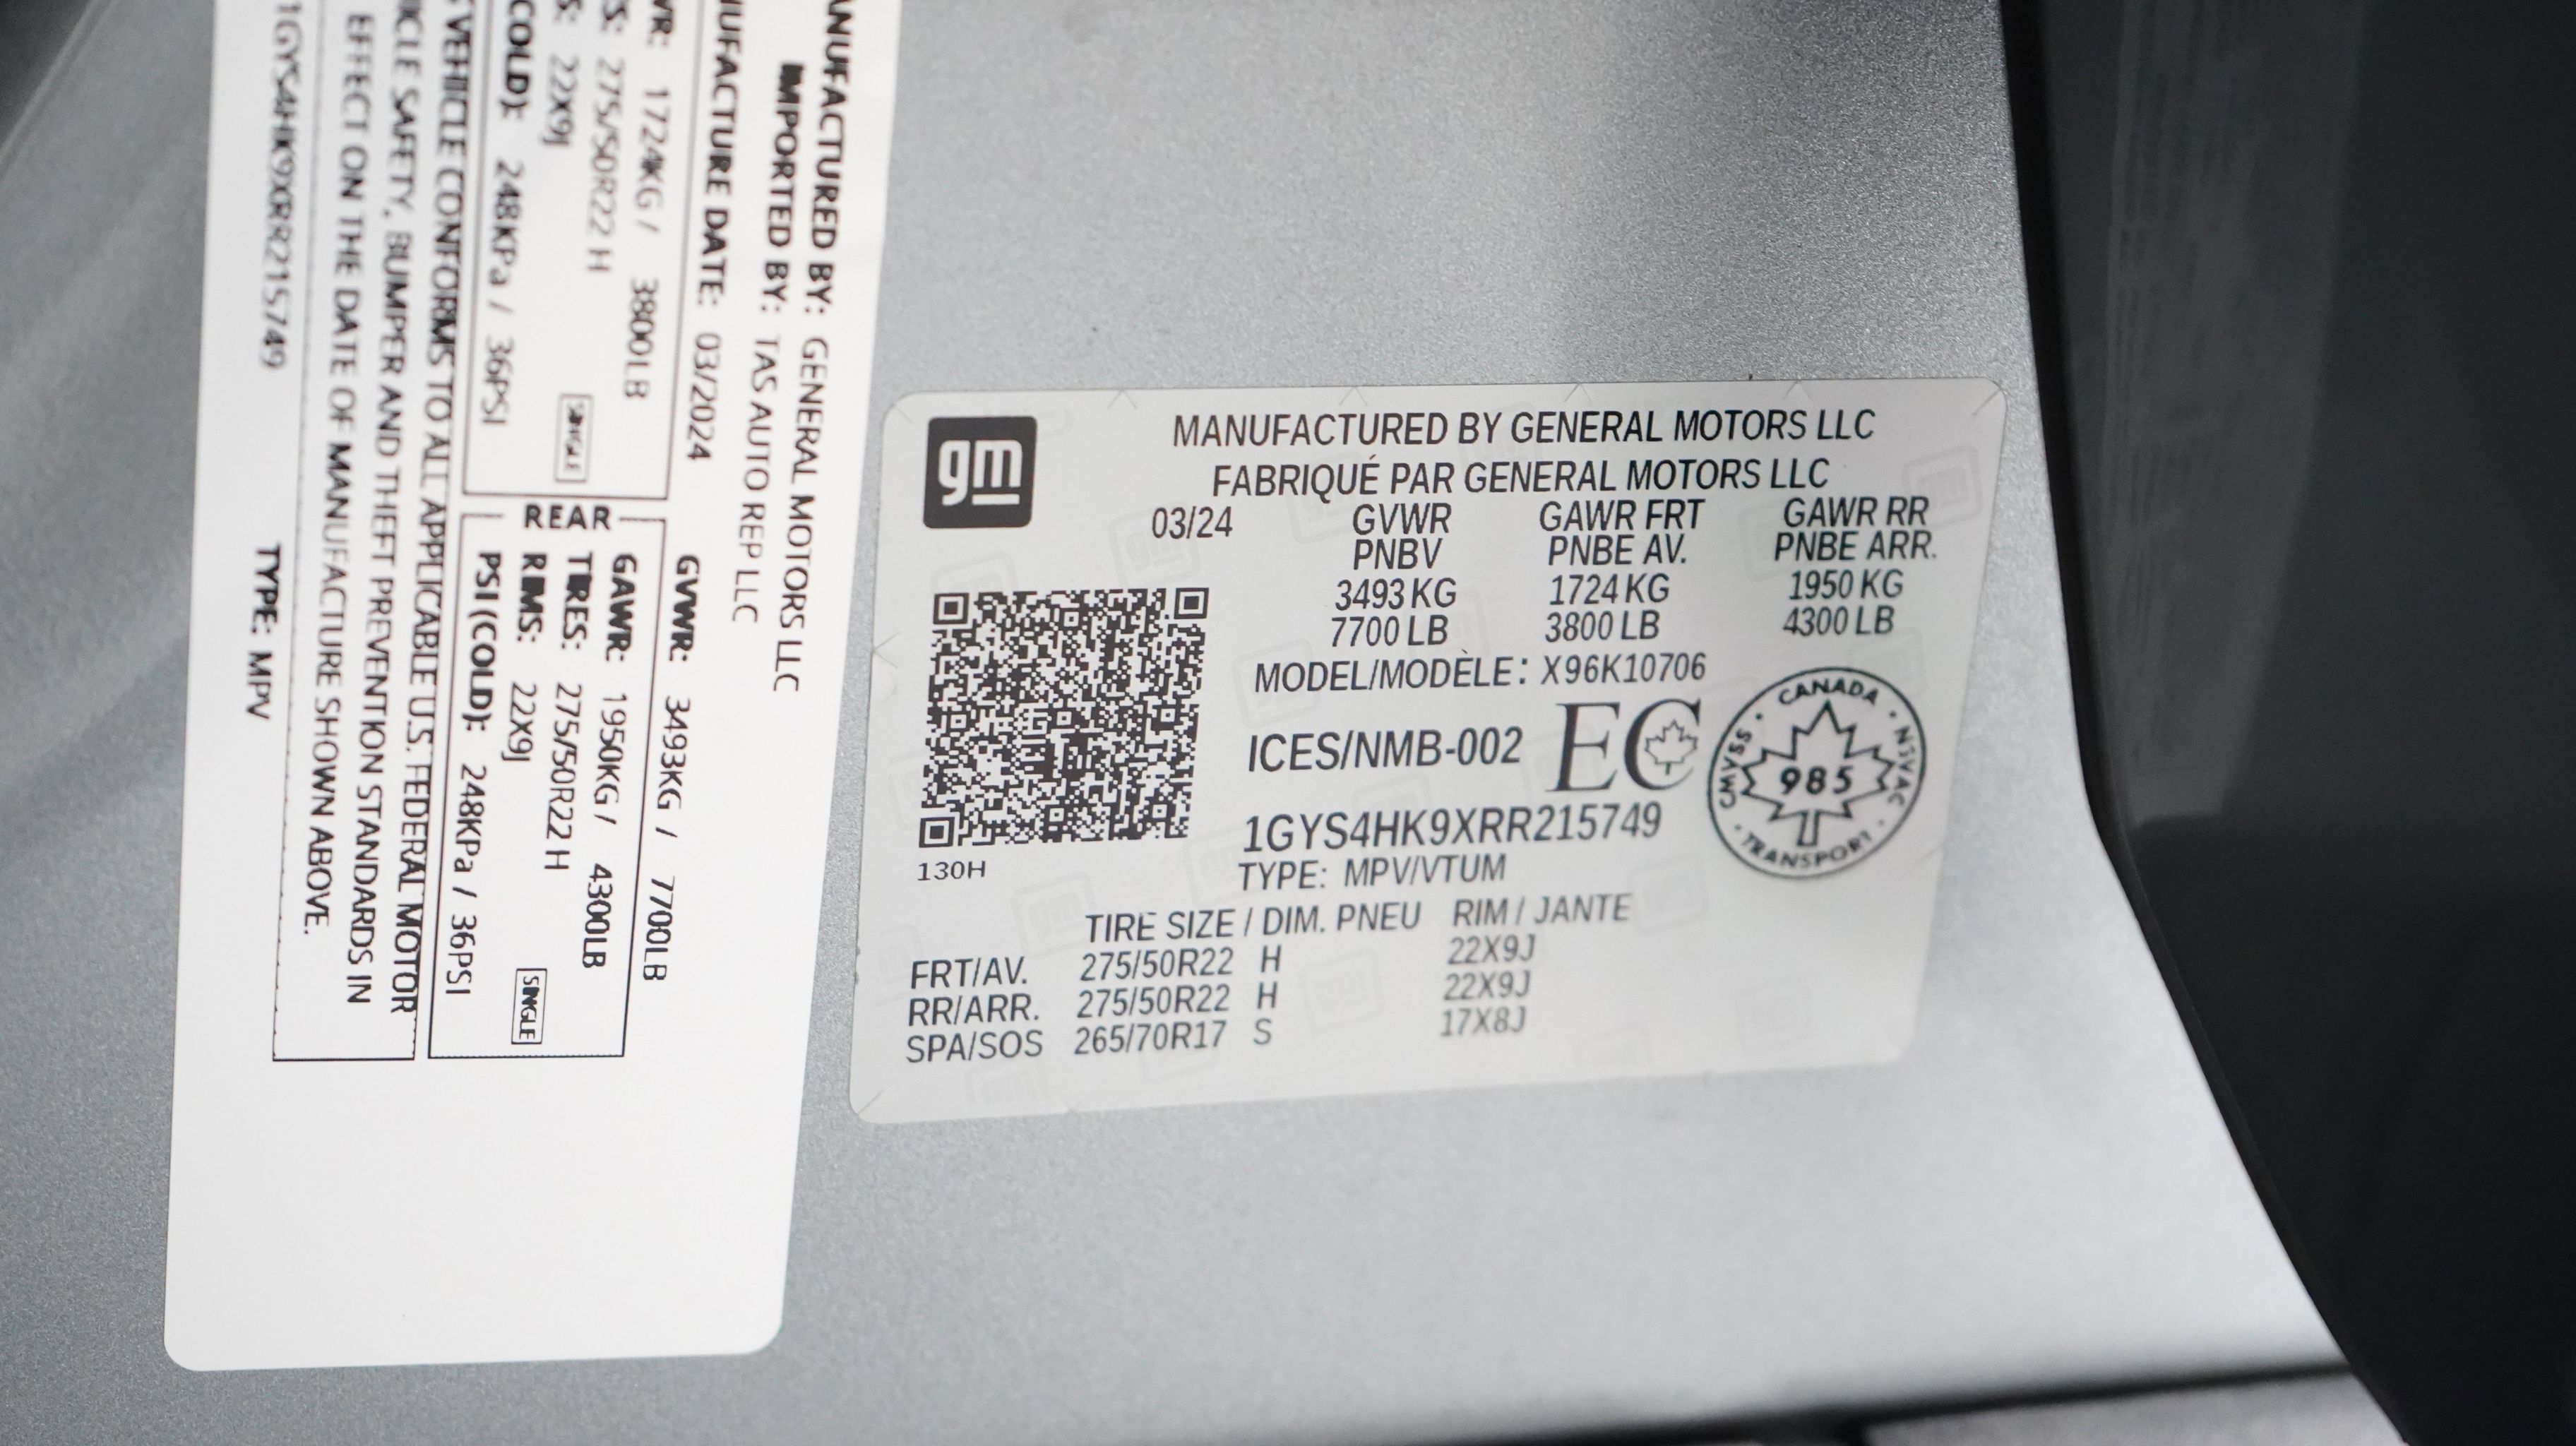 MANUFACTURED BY: GENERAL MOTORS LLC
IMPORTED BY: TAS AUTO REP LLC
MANUFACTURE DATE: 03/2024
GVWR: 3493KG / 7700LB
1724KG / 3800LB
275/50R22 H
22X9J
SINGLE
(COLD): 248KPa / 36PSI
REAR
GAWR: 1950KG / 4300LB
TIRES: 275/50R22 H
RIMS: 22X9J
SINGLE
PSI (COLD): 248KPa / 36PSI
VEHICLE CONFORMS TO ALL APPLICABLE U.S. FEDERAL MOTOR
SAFETY, BUMPER AND THEFT PREVENTION STANDARDS IN
EFFECT ON THE DATE OF MANUFACTURE SHOWN ABOVE.
1GYS4HK9XRR215749
TYPE: MPV
gm
MANUFACTURED BY GENERAL MOTORS LLC
FABRIQUÉ PAR GENERAL MOTORS LLC
03/24 GVWR GAWR FRT GAWR RR
PNBV PNBE AV. PNBE ARR.
3493 KG 1724 KG 1950 KG
7700 LB 3800 LB 4300 LB
MODEL/MODÈLE: X96K10706
ICES/NMB-002 EC
CANADA
985
TRANSPORT
CMVSS
NSVAC
1GYS4HK9XRR215749
130H
TYPE: MPV/VTUM
TIRE SIZE / DIM. PNEU RIM / JANTE
FRT/AV. 275/50R22 H 22X9J
RR/ARR. 275/50R22 H 22X9J
SPA/SOS 265/70R17 S 17X8J